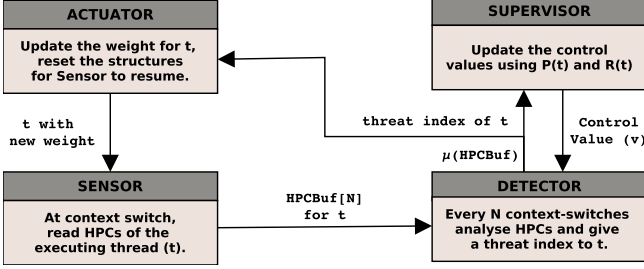 ACTUATOR
Update the weight for t,
reset the structures
for Sensor to resume.
SUPERVISOR
Update the control
values using P(t) and R(t)
t with
new weight
threat index of t
μ(HPCBuf)
Control
Value (v)
SENSOR
At context switch,
read HPCs of the
executing thread (t).
HPCBuf[N]
for t
DETECTOR
Every N context-switches
analyse HPCs and give
a threat index to t.